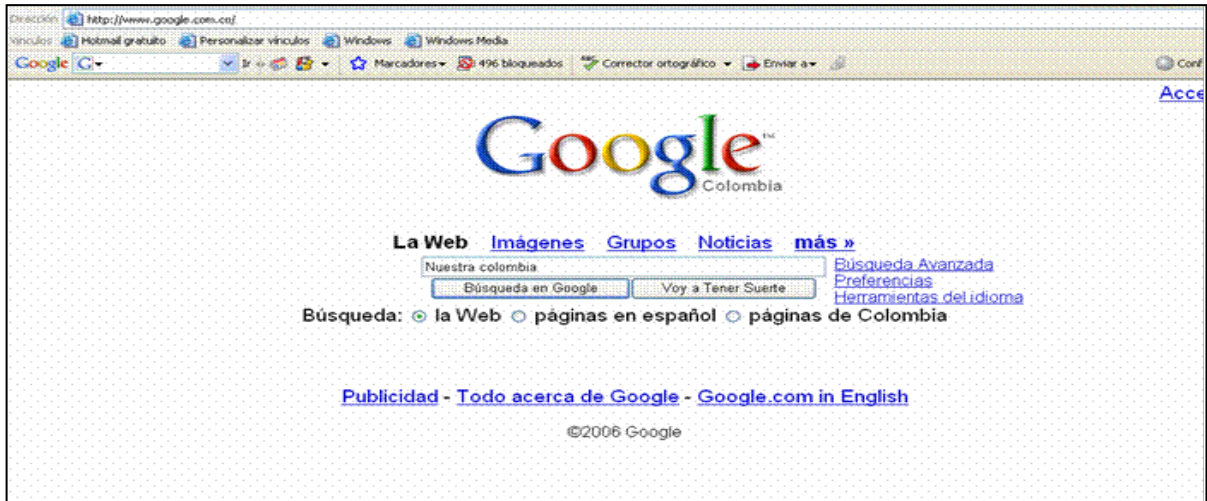 Dirección http://www.google.com.co/
Vínculos Hotmail gratuito Personalizar vínculos Windows Windows Media
Google G Ir Marcadores 496 bloqueados Corrector ortográfico Enviar a Conf
Acce
Google™
Colombia
La Web Imágenes Grupos Noticias más »
Nuestra colombia Búsqueda Avanzada
Búsqueda en Google Voy a Tener Suerte Preferencias
Herramientas del idioma
Búsqueda: la Web páginas en español páginas de Colombia
Publicidad - Todo acerca de Google - Google.com in English
©2006 Google